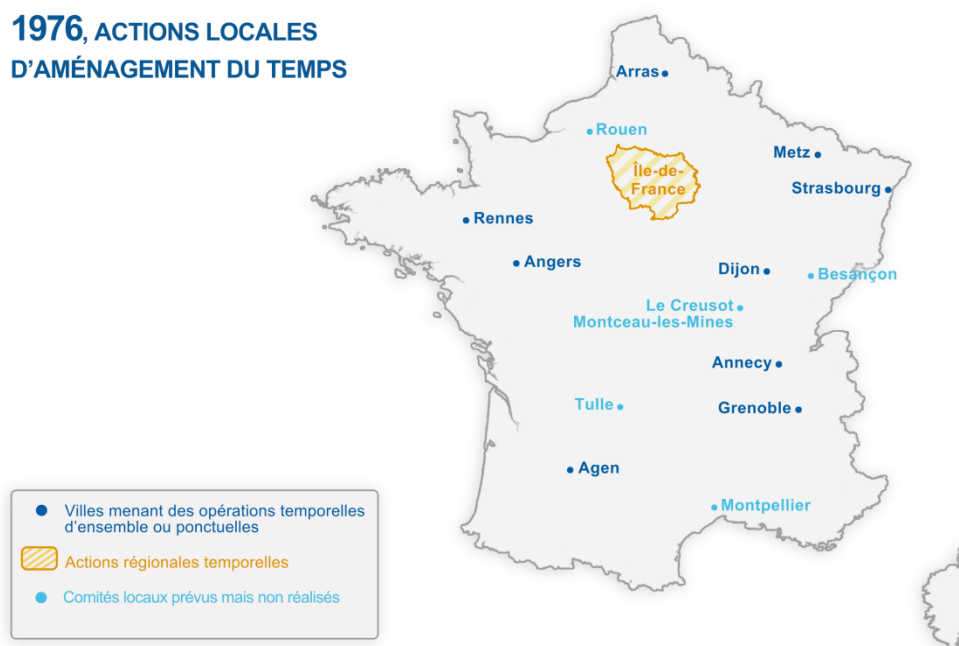 1976, ACTIONS LOCALES
D'AMÉNAGEMENT DU TEMPS
Arras
Rouen
Metz
Île-de-
France
Strasbourg
Rennes
Angers
Dijon
Besançon
Le Creusot
Montceau-les-Mines
Annecy
Tulle
Grenoble
Agen
Montpellier
Villes menant des opérations temporelles
d'ensemble ou ponctuelles
Actions régionales temporelles
Comités locaux prévus mais non réalisés